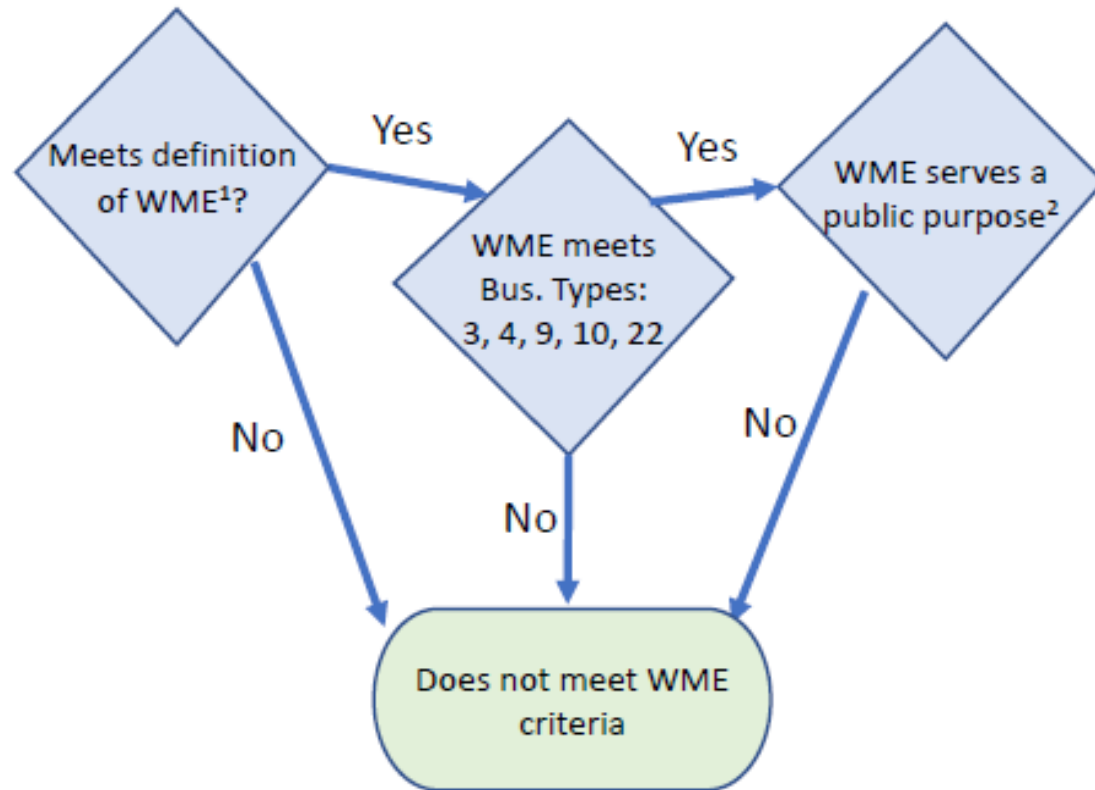 Meets definition
of WME¹?
Yes
WME meets
Bus. Types:
3, 4, 9, 10, 22
Yes
WME serves a
public purpose²
No
No
No
Does not meet WME
criteria